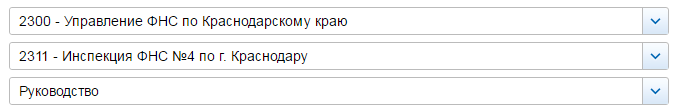 2300 - Управление ФНС по Краснодарскому краю
2311 - Инспекция ФНС №4 по г. Краснодару
Руководство